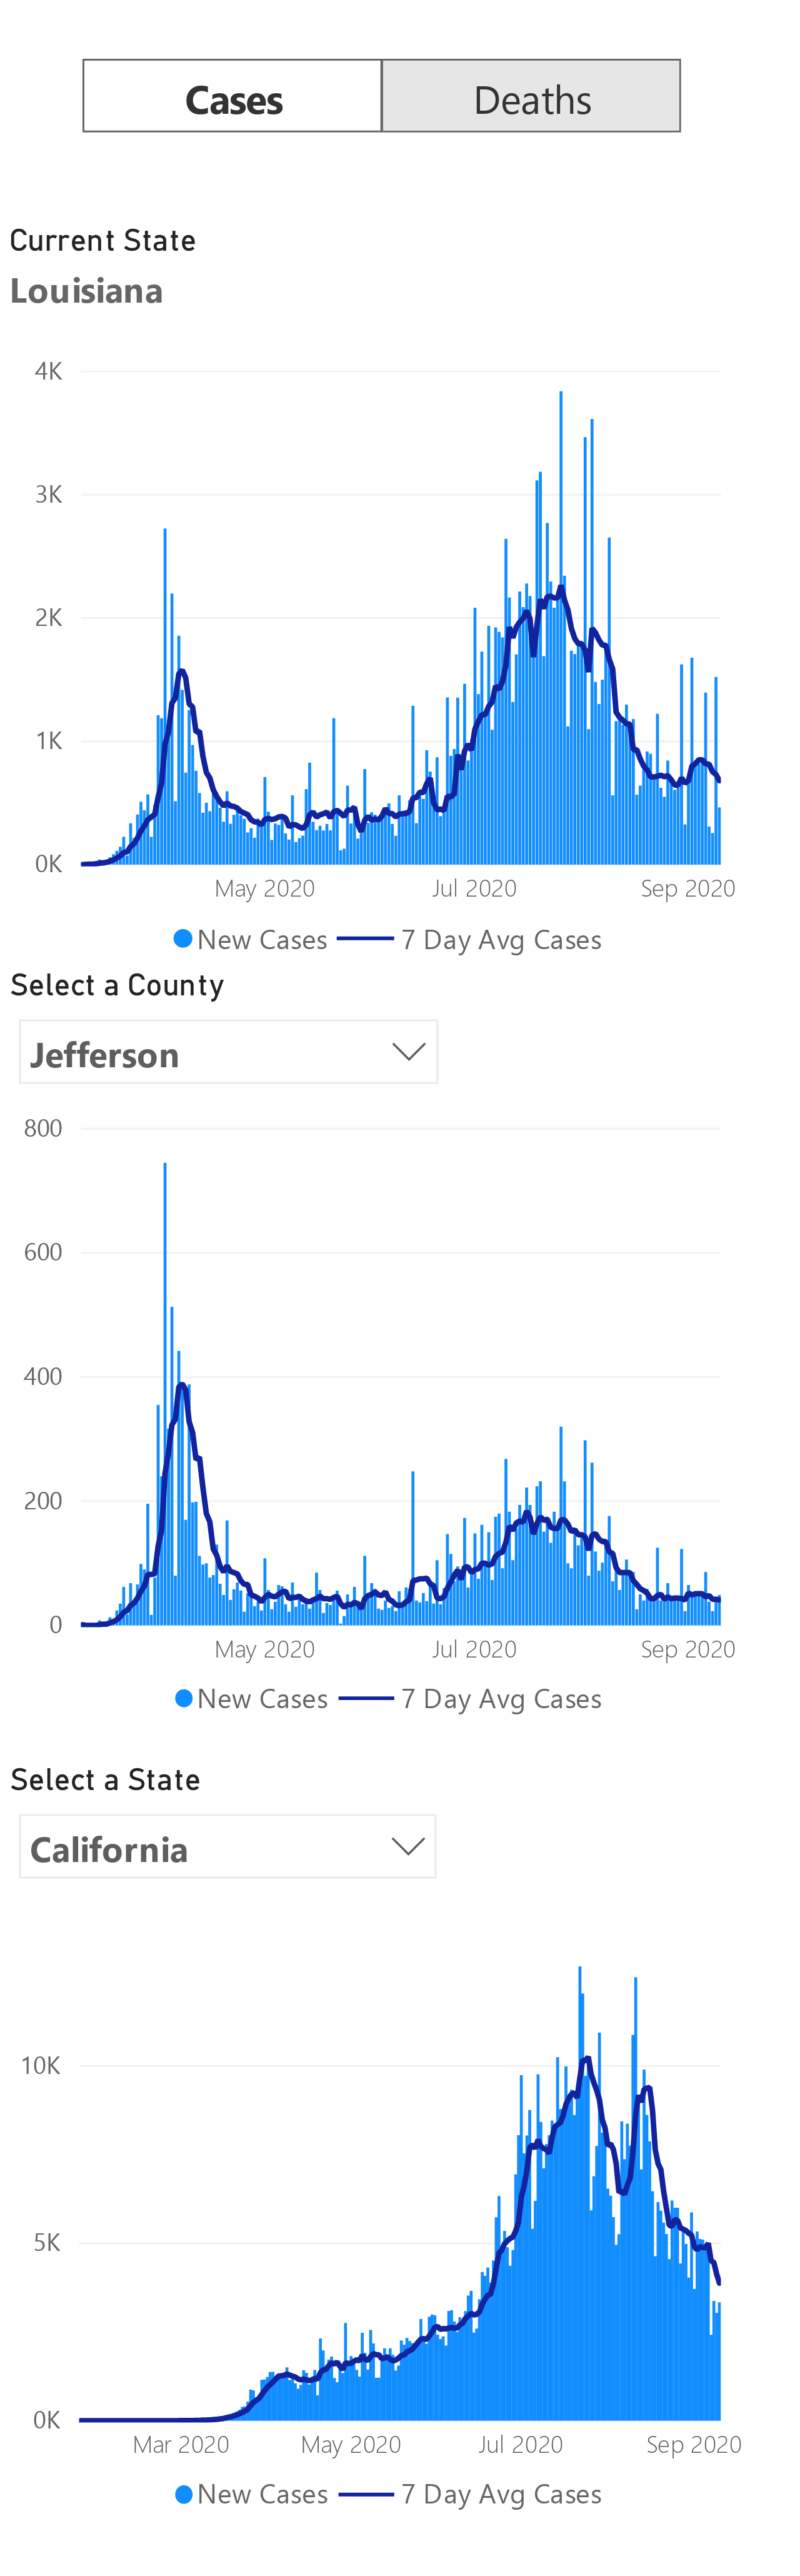 Cases Deaths
Current State
Louisiana
4K
3K
2K
1K
0K
May 2020 Jul 2020 Sep 2020
New Cases 7 Day Avg Cases
Select a County
Jefferson
800
600
400
200
0
May 2020 Jul 2020 Sep 2020
New Cases 7 Day Avg Cases
Select a State
California
10K
5K
0K
Mar 2020 May 2020 Jul 2020 Sep 2020
New Cases 7 Day Avg Cases